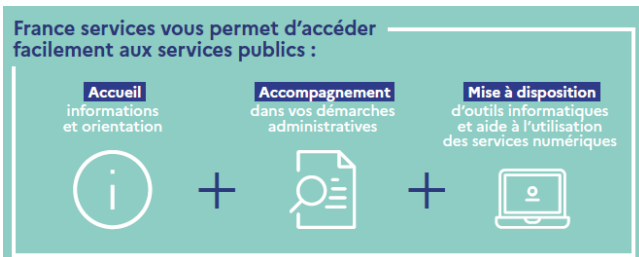 France services vous permet d'accéder
facilement aux services publics :
Accueil
informations
et orientation
Accompagnement
dans vos démarches
administratives
Mise à disposition
d'outils informatiques
et aide à l'utilisation
des services numériques